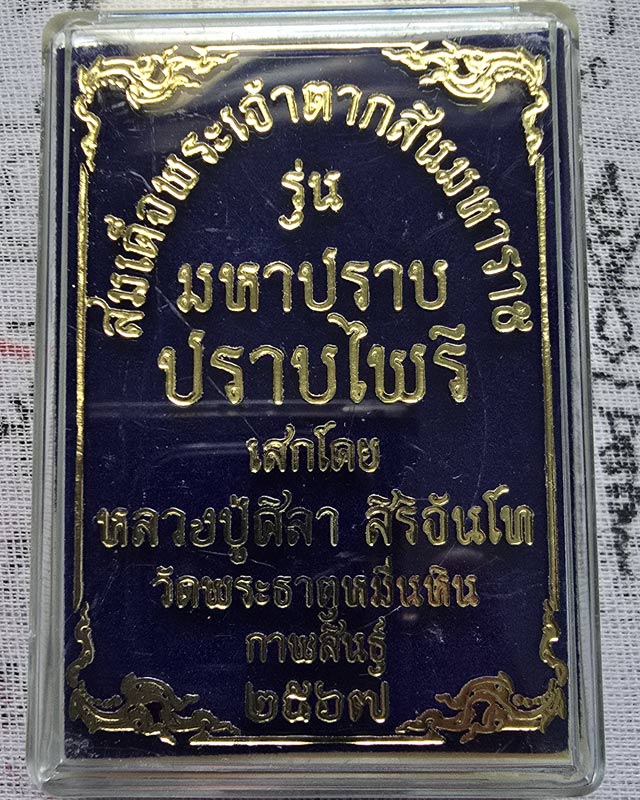 สมเด็จพระเจ้าตากสินมหาราช
รุ่น
มหาปราบ
ปราบไพรี
เสกโดย
หลวงปู่ศิลา สิริจันโท
วัดพระธาตุหมื่นหิน
กาฬสินธุ์
๒๕๖๗